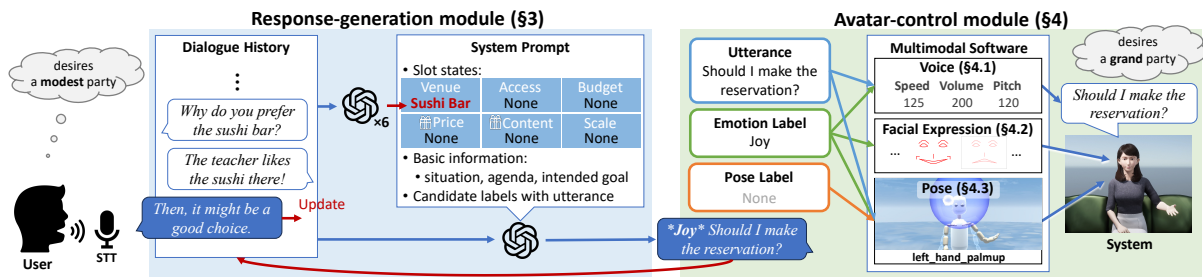 Response-generation module (§3)
Avatar-control module (§4)
desires
a modest party
User
STT
Dialogue History
⋮
Why do you prefer
the sushi bar?
The teacher likes
the sushi there!
Then, it might be a
good choice.
Update
×6
System Prompt
• Slot states:
Venue
Sushi Bar
Access
None
Budget
None
Price
None
Content
None
Scale
None
• Basic information:
• situation, agenda, intended goal
• Candidate labels with utterance
*Joy* Should I make
the reservation?
Utterance
Should I make the
reservation?
Emotion Label
Joy
Pose Label
None
Multimodal Software
Voice (§4.1)
Speed Volume Pitch
125 200 120
Facial Expression (§4.2)
... ...
Pose (§4.3)
left_hand_palmup
desires
a grand party
Should I make the
reservation?
System